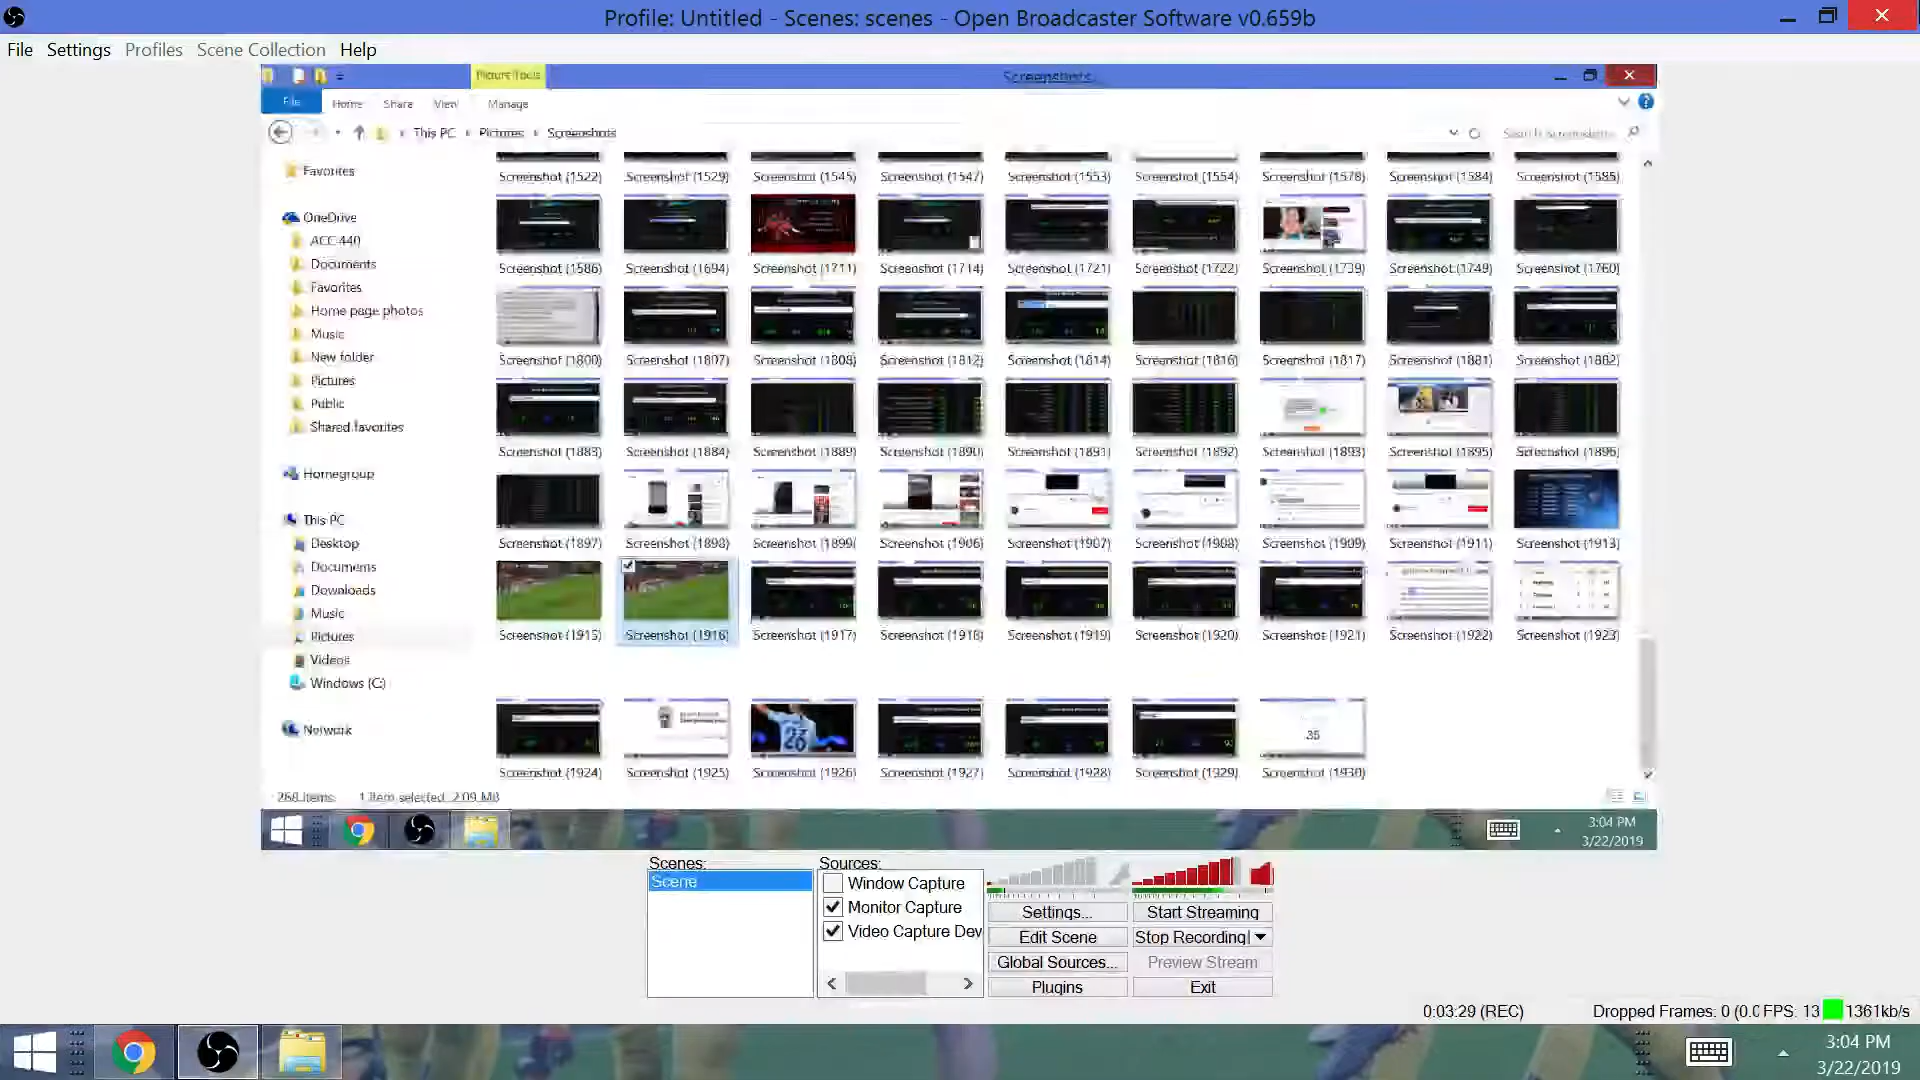 Profile: Untitled - Scenes: scenes - Open Broadcaster Software v0.659b
File Settings Profiles Scene Collection Help
Picture Tools
Screenshots
File Home Share View Manage
This PC Pictures Screenshots
Search Screenshots
Favorites
OneDrive
ACC 440
Documents
Favorites
Home page photos
Music
New folder
Pictures
Public
Shared favorites
Homegroup
This PC
Desktop
Documents
Downloads
Music
Pictures
Videos
Windows (C:)
Network
Screenshot (1522) Screenshot (1529) Screenshot (1545) Screenshot (1547) Screenshot (1553) Screenshot (1554) Screenshot (1578) Screenshot (1584) Screenshot (1585)
Screenshot (1586) Screenshot (1694) Screenshot (1711) Screenshot (1714) Screenshot (1721) Screenshot (1722) Screenshot (1739) Screenshot (1749) Screenshot (1760)
Screenshot (1800) Screenshot (1807) Screenshot (1808) Screenshot (1812) Screenshot (1814) Screenshot (1816) Screenshot (1817) Screenshot (1881) Screenshot (1882)
Screenshot (1883) Screenshot (1884) Screenshot (1889) Screenshot (1890) Screenshot (1891) Screenshot (1892) Screenshot (1893) Screenshot (1895) Screenshot (1896)
Screenshot (1897) Screenshot (1898) Screenshot (1899) Screenshot (1906) Screenshot (1907) Screenshot (1908) Screenshot (1909) Screenshot (1911) Screenshot (1913)
Screenshot (1915) Screenshot (1916) Screenshot (1917) Screenshot (1918) Screenshot (1919) Screenshot (1920) Screenshot (1921) Screenshot (1922) Screenshot (1923)
26
35
Screenshot (1924) Screenshot (1925) Screenshot (1926) Screenshot (1927) Screenshot (1928) Screenshot (1929) Screenshot (1930)
268 items 1 item selected 2.09 MB
3:04 PM
3/22/2019
Scenes:
Scene
Sources:
Window Capture
Monitor Capture
Video Capture Dev
Settings... Start Streaming
Edit Scene Stop Recording
Global Sources... Preview Stream
Plugins Exit
0:03:29 (REC) Dropped Frames: 0 (0.0 FPS: 13 1361kb/s
3:04 PM
3/22/2019